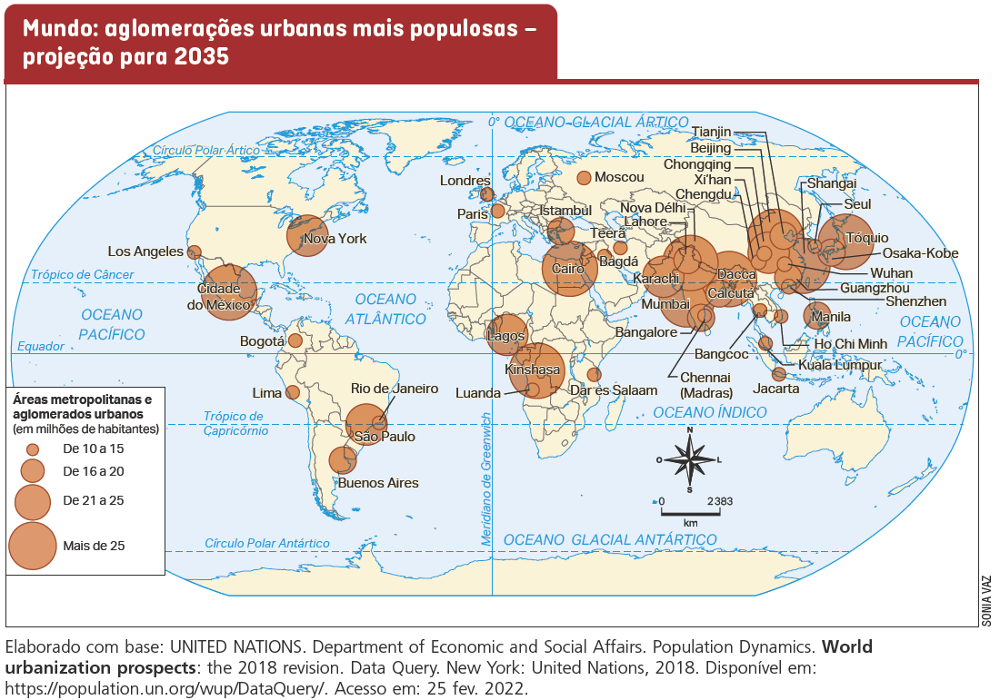 Mundo: aglomerações urbanas mais populosas –
projeção para 2035
0° OCEANO GLACIAL ÁRTICO
Círculo Polar Ártico
Tianjin
Beijing
Chongqing
Xi'han
Chengdu
Shangai
Seul
Tóquio
Osaka-Kobe
Wuhan
Guangzhou
Shenzhen
Moscou
Londres
Paris
Istambul
Teerã
Bagdá
Nova Délhi
Lahore
Nova York
Los Angeles
Cairo
Karachi
Dacca
Calcutá
Mumbai
Manila
Trópico de Câncer
Cidade
do México
OCEANO
PACÍFICO
OCEANO
ATLÂNTICO
OCEANO
PACÍFICO
Bangalore
Bangcoc
Ho Chi Minh
Kuala Lumpur
Chennai
(Madras)
Jacarta
Equador
0°
Bogotá
Lagos
Kinshasa
Luanda
Dar es Salaam
OCEANO ÍNDICO
Lima
Rio de Janeiro
São Paulo
Buenos Aires
Trópico de
Capricórnio
Meridiano de Greenwich
N
O
L
S
0 2383
km
Círculo Polar Antártico
OCEANO GLACIAL ANTÁRTICO
Áreas metropolitanas e
aglomerados urbanos
(em milhões de habitantes)
De 10 a 15
De 16 a 20
De 21 a 25
Mais de 25
SONIA VAZ
Elaborado com base: UNITED NATIONS. Department of Economic and Social Affairs. Population Dynamics. World
urbanization prospects: the 2018 revision. Data Query. New York: United Nations, 2018. Disponível em:
https://population.un.org/wup/DataQuery/. Acesso em: 25 fev. 2022.